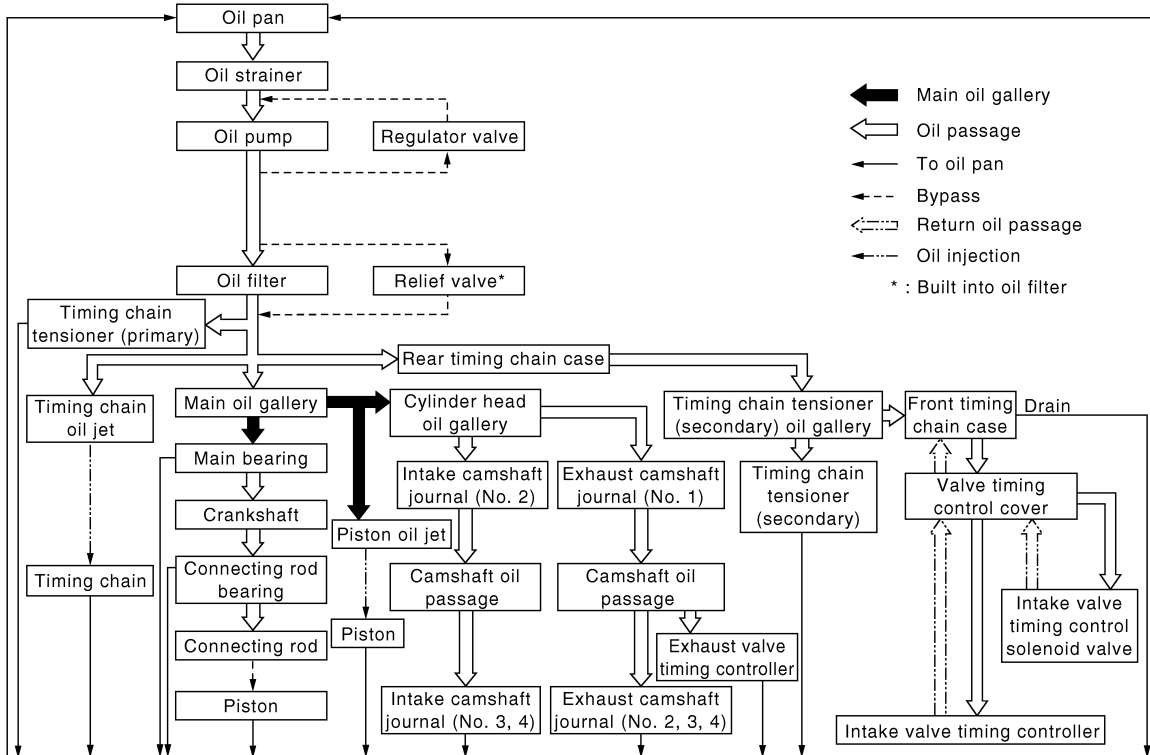 Oil pan
Oil strainer
Oil pump
Regulator valve
Oil filter
Relief valve*
Main oil gallery
Oil passage
To oil pan
Bypass
Return oil passage
Oil injection
* : Built into oil filter
Timing chain
tensioner (primary)
Rear timing chain case
Timing chain
oil jet
Main oil gallery
Cylinder head
oil gallery
Timing chain tensioner
(secondary) oil gallery
Front timing
chain case
Drain
Main bearing
Intake camshaft
journal (No. 2)
Exhaust camshaft
journal (No. 1)
Timing chain
tensioner
(secondary)
Valve timing
control cover
Crankshaft
Piston oil jet
Timing chain
Connecting rod
bearing
Camshaft oil
passage
Camshaft oil
passage
Intake valve
timing control
solenoid valve
Connecting rod
Piston
Exhaust valve
timing controller
Piston
Intake camshaft
journal (No. 3, 4)
Exhaust camshaft
journal (No. 2, 3, 4)
Intake valve timing controller